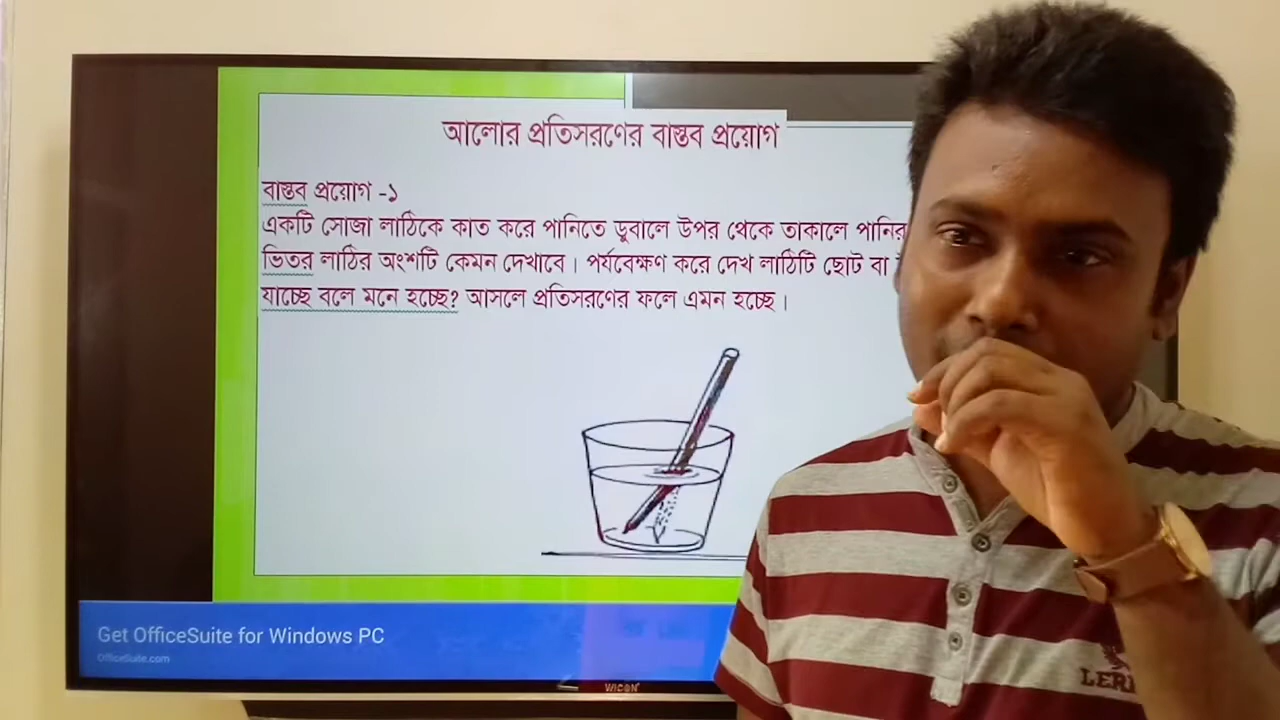 আলোর প্রতিসরণের বাস্তব প্রয়োগ
বাস্তব প্রয়োগ -১
একটি সোজা লাঠিকে কাত করে পানিতে ডুবালে উপর থেকে তাকালে পানির
ভিতর লাঠির অংশটি কেমন দেখাবে। পর্যবেক্ষণ করে দেখ লাঠিটি ছোট বা
যাচ্ছে বলে মনে হচ্ছে? আসলে প্রতিসরণের ফলে এমন হচ্ছে।
Get OfficeSuite for Windows PC
OfficeSuite.com
WICON